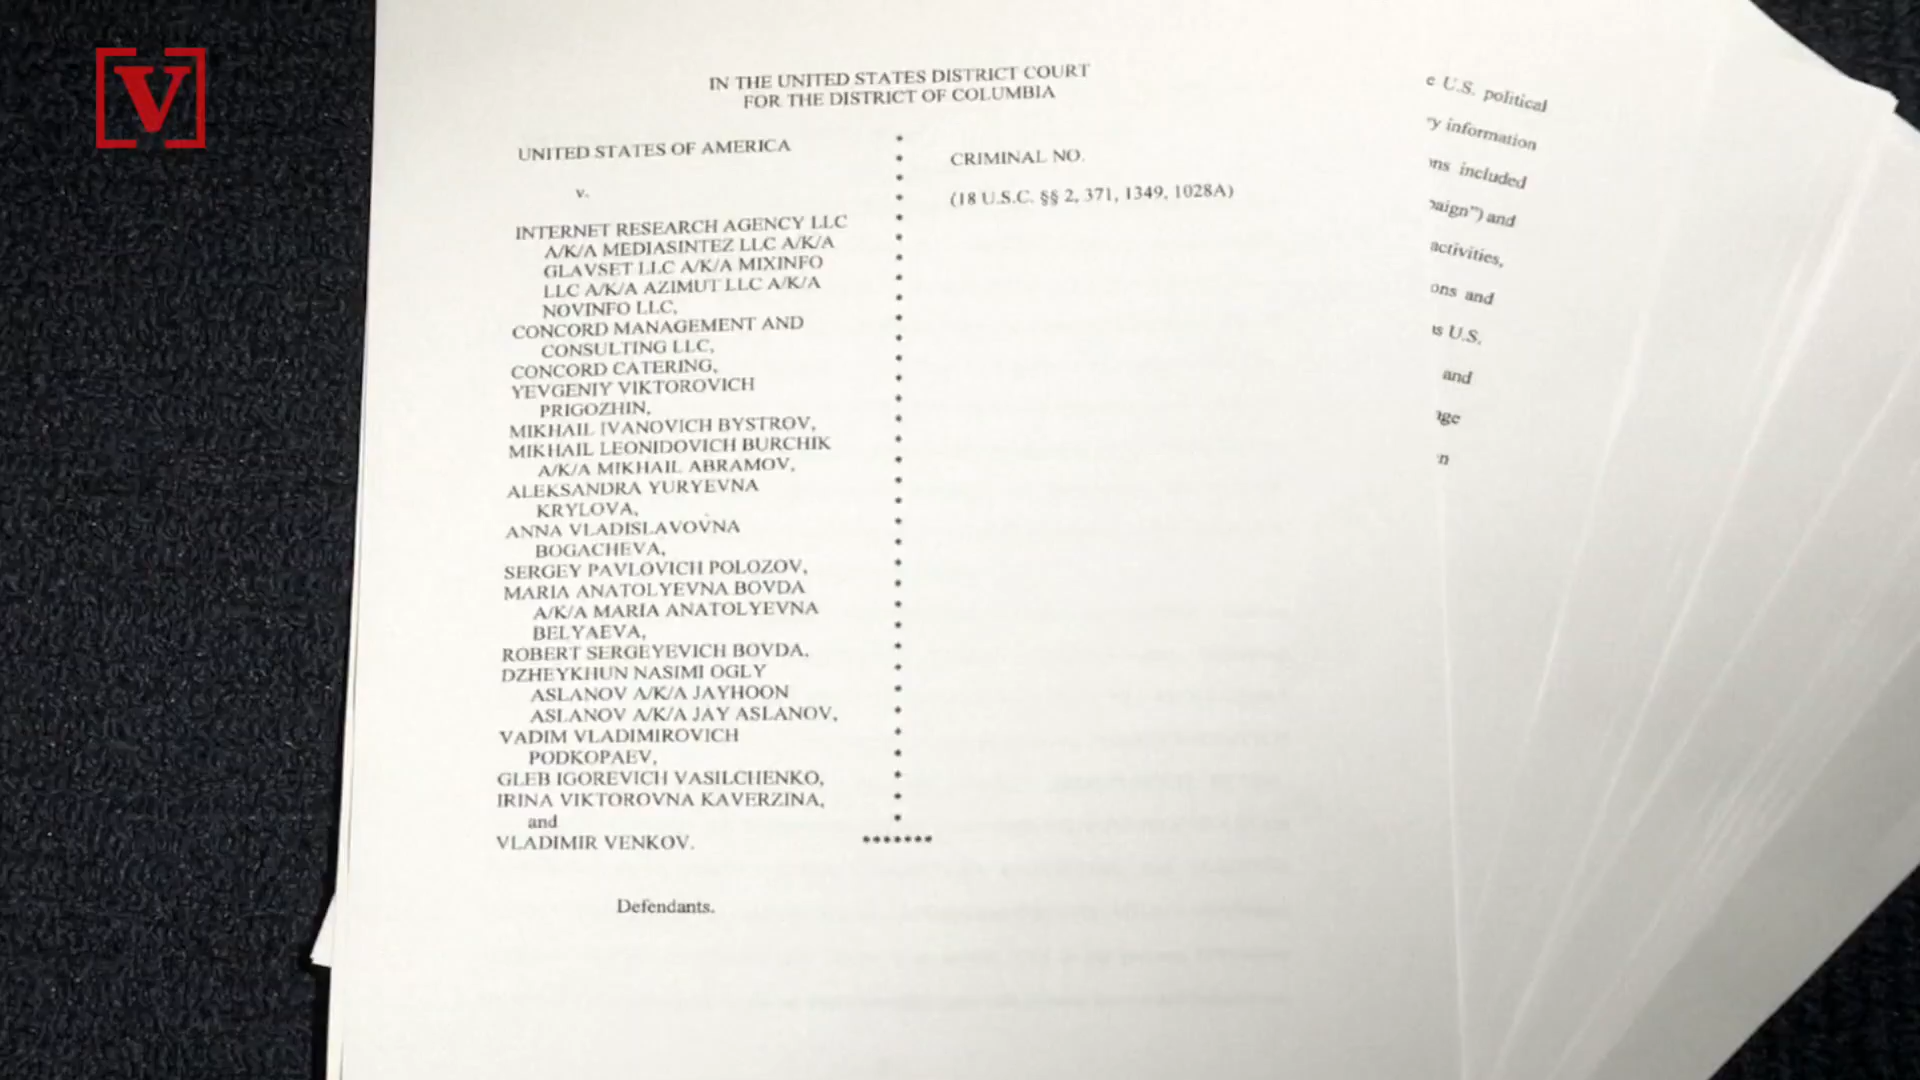 V
IN THE UNITED STATES DISTRICT COURT
FOR THE DISTRICT OF COLUMBIA
UNITED STATES OF AMERICA
v.
CRIMINAL NO.
(18 U.S.C. §§ 2, 371, 1349, 1028A)
INTERNET RESEARCH AGENCY LLC
A/K/A MEDIASINTEZ LLC A/K/A
GLAVSET LLC A/K/A MIXINFO
LLC A/K/A AZIMUT LLC A/K/A
NOVINFO LLC,
CONCORD MANAGEMENT AND
CONSULTING LLC,
CONCORD CATERING,
YEVGENIY VIKTOROVICH
PRIGOZHIN,
MIKHAIL IVANOVICH BYSTROV,
MIKHAIL LEONIDOVICH BURCHIK
A/K/A MIKHAIL ABRAMOV,
ALEKSANDRA YURYEVNA
KRYLOVA,
ANNA VLADISLAVOVNA
BOGACHEVA,
SERGEY PAVLOVICH POLOZOV,
MARIA ANATOLYEVNA BOVDA
A/K/A MARIA ANATOLYEVNA
BELYAEVA,
ROBERT SERGEYEVICH BOVDA,
DZHEYKHUN NASIMI OGLY
ASLANOV A/K/A JAYHOON
ASLANOV A/K/A JAY ASLANOV,
VADIM VLADIMIROVICH
PODKOPAEV,
GLEB IGOREVICH VASILCHENKO,
IRINA VIKTOROVNA KAVERZINA,
and
VLADIMIR VENKOV.
*******
Defendants.
e U.S. political
information
included
and
activities,
and
U.S.
and